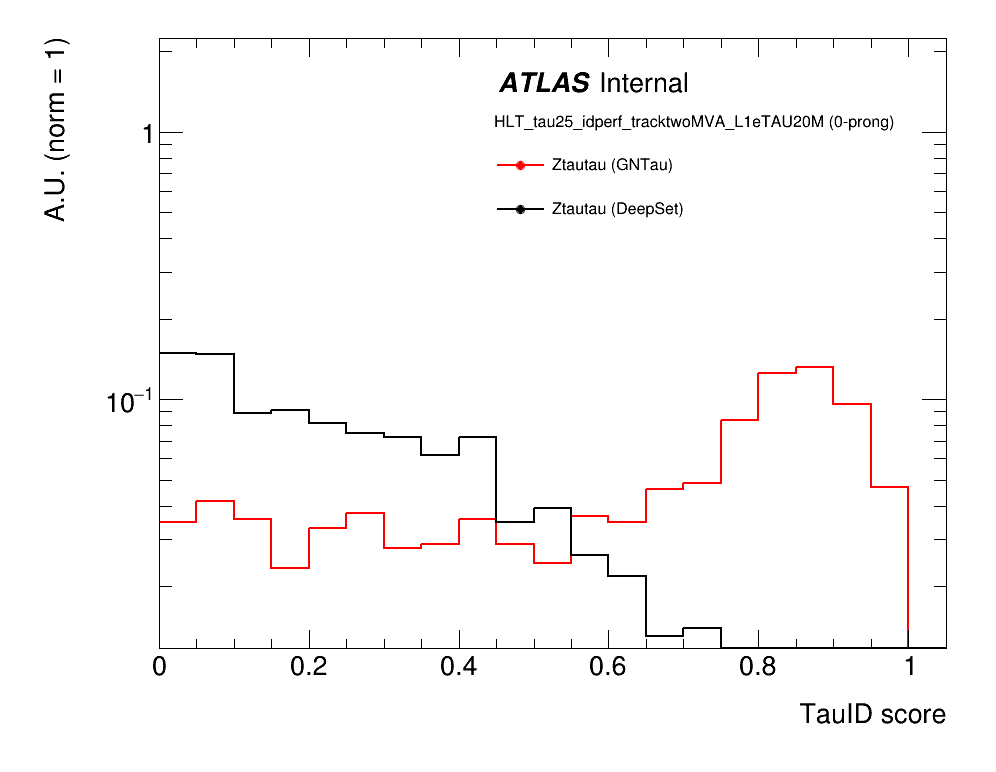 A.U. (norm = 1)
ATLAS Internal
HLT_tau25_idperf_tracktwoMVA_L1eTAU20M (0-prong)
Ztautau (GNTau)
Ztautau (DeepSet)
1
10⁻¹
0 0.2 0.4 0.6 0.8 1
TauID score